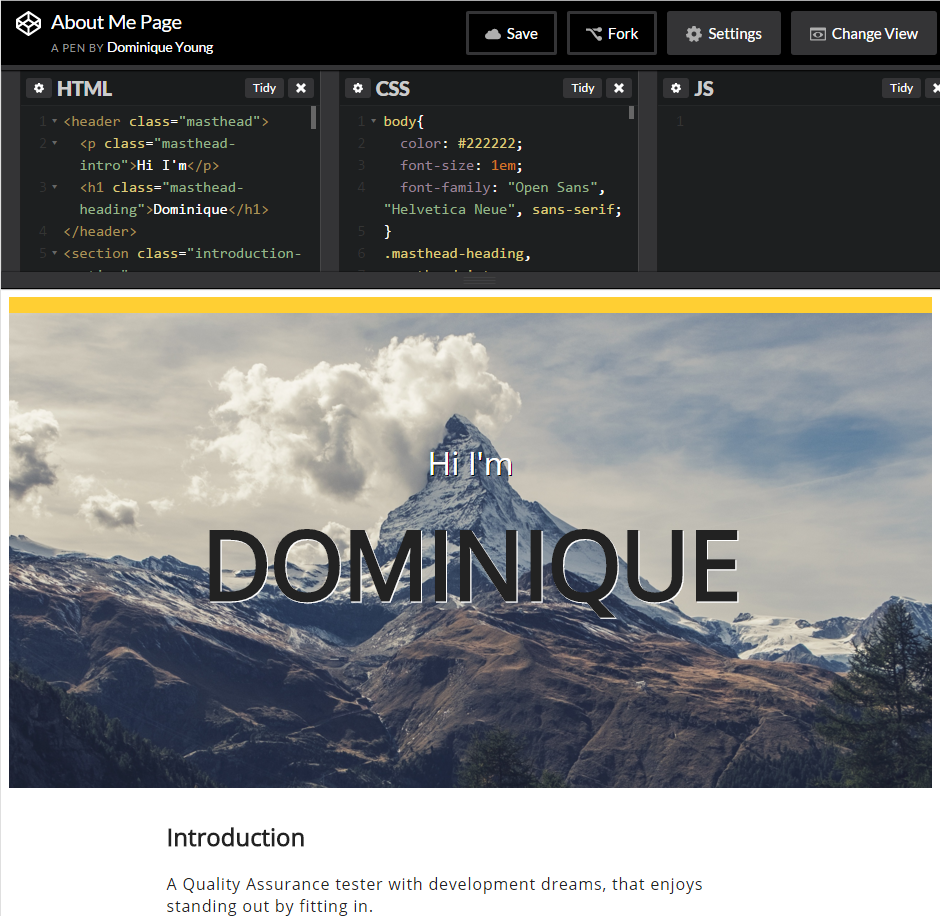 About Me Page
A PEN BY Dominique Young
Save
Fork
Settings
Change View
HTML
Tidy
1 <header class="masthead">
2 <p class="masthead-
intro">Hi I'm</p>
3 <h1 class="masthead-
heading">Dominique</h1>
4 </header>
5 <section class="introduction-
CSS
Tidy
1 body{
2 color: #222222;
3 font-size: 1em;
4 font-family: "Open Sans",
"Helvetica Neue", sans-serif;
5 }
6 .masthead-heading,
JS
Tidy
1
Hi I'm
DOMINIQUE
Introduction
A Quality Assurance tester with development dreams, that enjoys
standing out by fitting in.